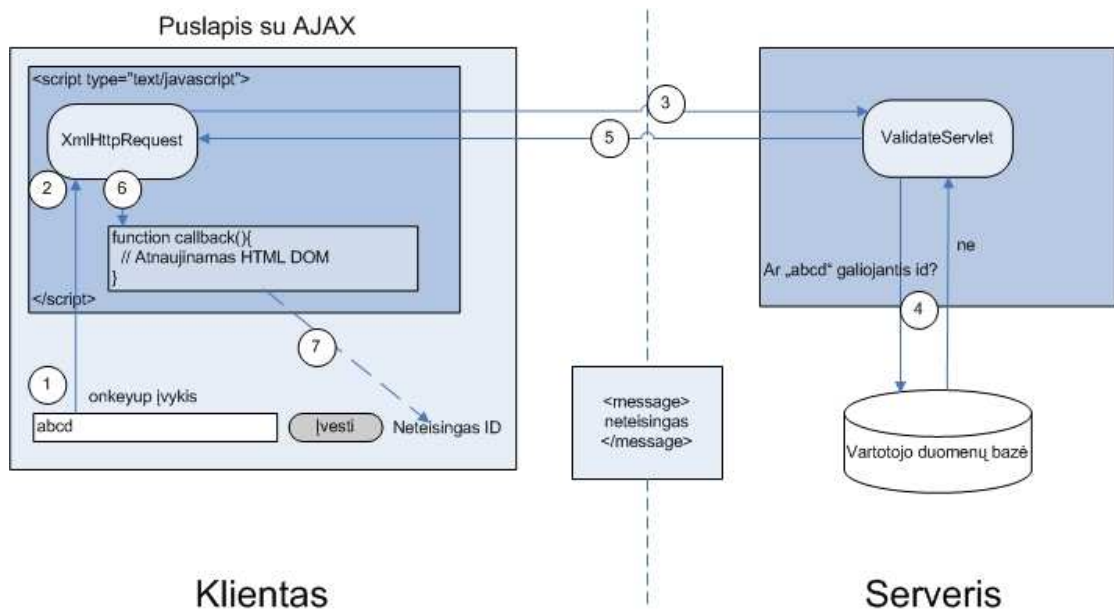 Puslapis su AJAX
<script type="text/javascript">
XmlHttpRequest
3
5
ValidateServlet
2
6
function callback(){
// Atnaujinamas HTML DOM
}
</script>
ne
Ar „abcd“ galiojantis id?
4
7
1
onkeyup įvykis
abcd
Įvesti
Neteisingas ID
<message>
neteisingas
</message>
Vartotojo duomenų bazė
Klientas
Serveris